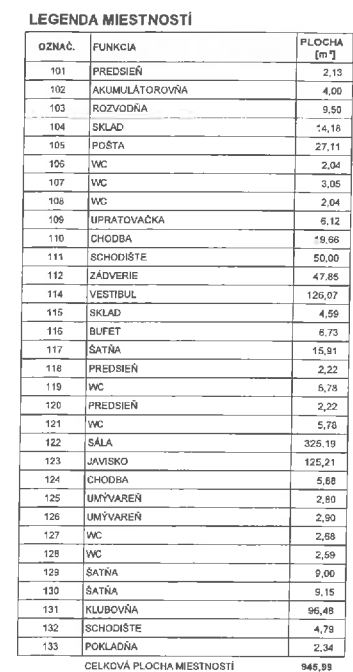 LEGENDA MIESTNOSTÍ
OZNAČ. FUNKCIA PLOCHA [m²]
101 PREDSIEŇ 2,13
102 AKUMULÁTOROVŇA 4,00
103 ROZVODŇA 9,50
104 SKLAD 14,18
105 POŠTA 27,11
106 WC 2,04
107 WC 3,05
108 WC 2,04
109 UPRATOVAČKA 6,12
110 CHODBA 19,66
111 SCHODIŠTE 50,00
112 ZÁDVERIE 47,85
114 VESTIBUL 126,07
115 SKLAD 4,59
116 BUFET 6,73
117 ŠATŇA 15,91
118 PREDSIEŇ 2,22
119 WC 5,78
120 PREDSIEŇ 2,22
121 WC 5,78
122 SÁLA 325,19
123 JAVISKO 125,21
124 CHODBA 5,68
125 UMÝVAREŇ 2,80
126 UMÝVAREŇ 2,90
127 WC 2,68
128 WC 2,59
129 ŠATŇA 9,00
130 ŠATŇA 9,15
131 KLUBOVŇA 96,48
132 SCHODIŠTE 4,79
133 POKLADŇA 2,34
CELKOVÁ PLOCHA MIESTNOSTÍ 945,99